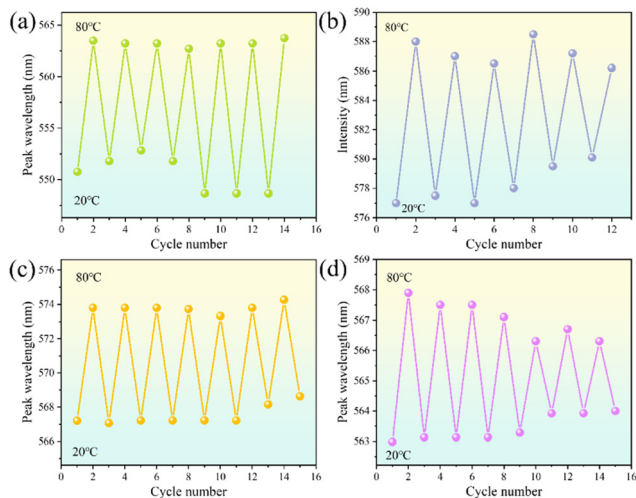 (a)
80°C
20°C
Peak wavelength (nm)
565
560
555
550
0 2 4 6 8 10 12 14 16
Cycle number
(b)
80°C
20°C
Intensity (nm)
590
588
586
584
582
580
578
576
0 2 4 6 8 10 12
Cycle number
(c)
80°C
20°C
Peak wavelength (nm)
576
574
572
570
568
566
0 2 4 6 8 10 12 14 16
Cycle number
(d)
80°C
20°C
Peak wavelength (nm)
569
568
567
566
565
564
563
0 2 4 6 8 10 12 14 16
Cycle number